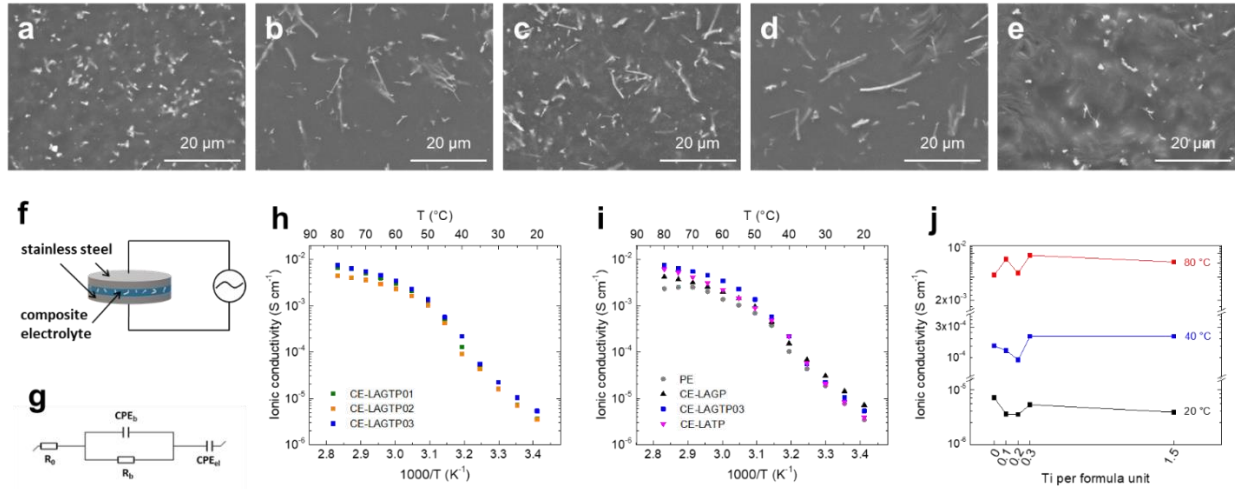 a
b
c
d
e
20 µm
20 µm
20 µm
20 µm
20 µm
f
stainless steel
composite
electrolyte
g
CPEb
R0
Rb
CPEel
h
T (°C)
90 80 70 60 50 40 30 20
Ionic conductivity (S cm⁻¹)
10⁻²
10⁻³
10⁻⁴
10⁻⁵
10⁻⁶
CE-LAGTP01
CE-LAGTP02
CE-LAGTP03
2.8 2.9 3.0 3.1 3.2 3.3 3.4
1000/T (K⁻¹)
i
T (°C)
90 80 70 60 50 40 30 20
Ionic conductivity (S cm⁻¹)
10⁻²
10⁻³
10⁻⁴
10⁻⁵
10⁻⁶
PE
CE-LAGP
CE-LAGTP03
CE-LATP
2.8 2.9 3.0 3.1 3.2 3.3 3.4
1000/T (K⁻¹)
j
Ionic conductivity (S cm⁻¹)
10⁻²
80 °C
2x10⁻³
3x10⁻⁴
40 °C
10⁻⁴
10⁻⁵
20 °C
10⁻⁶
0 0.1 0.2 0.3 1.5
Ti per formula unit